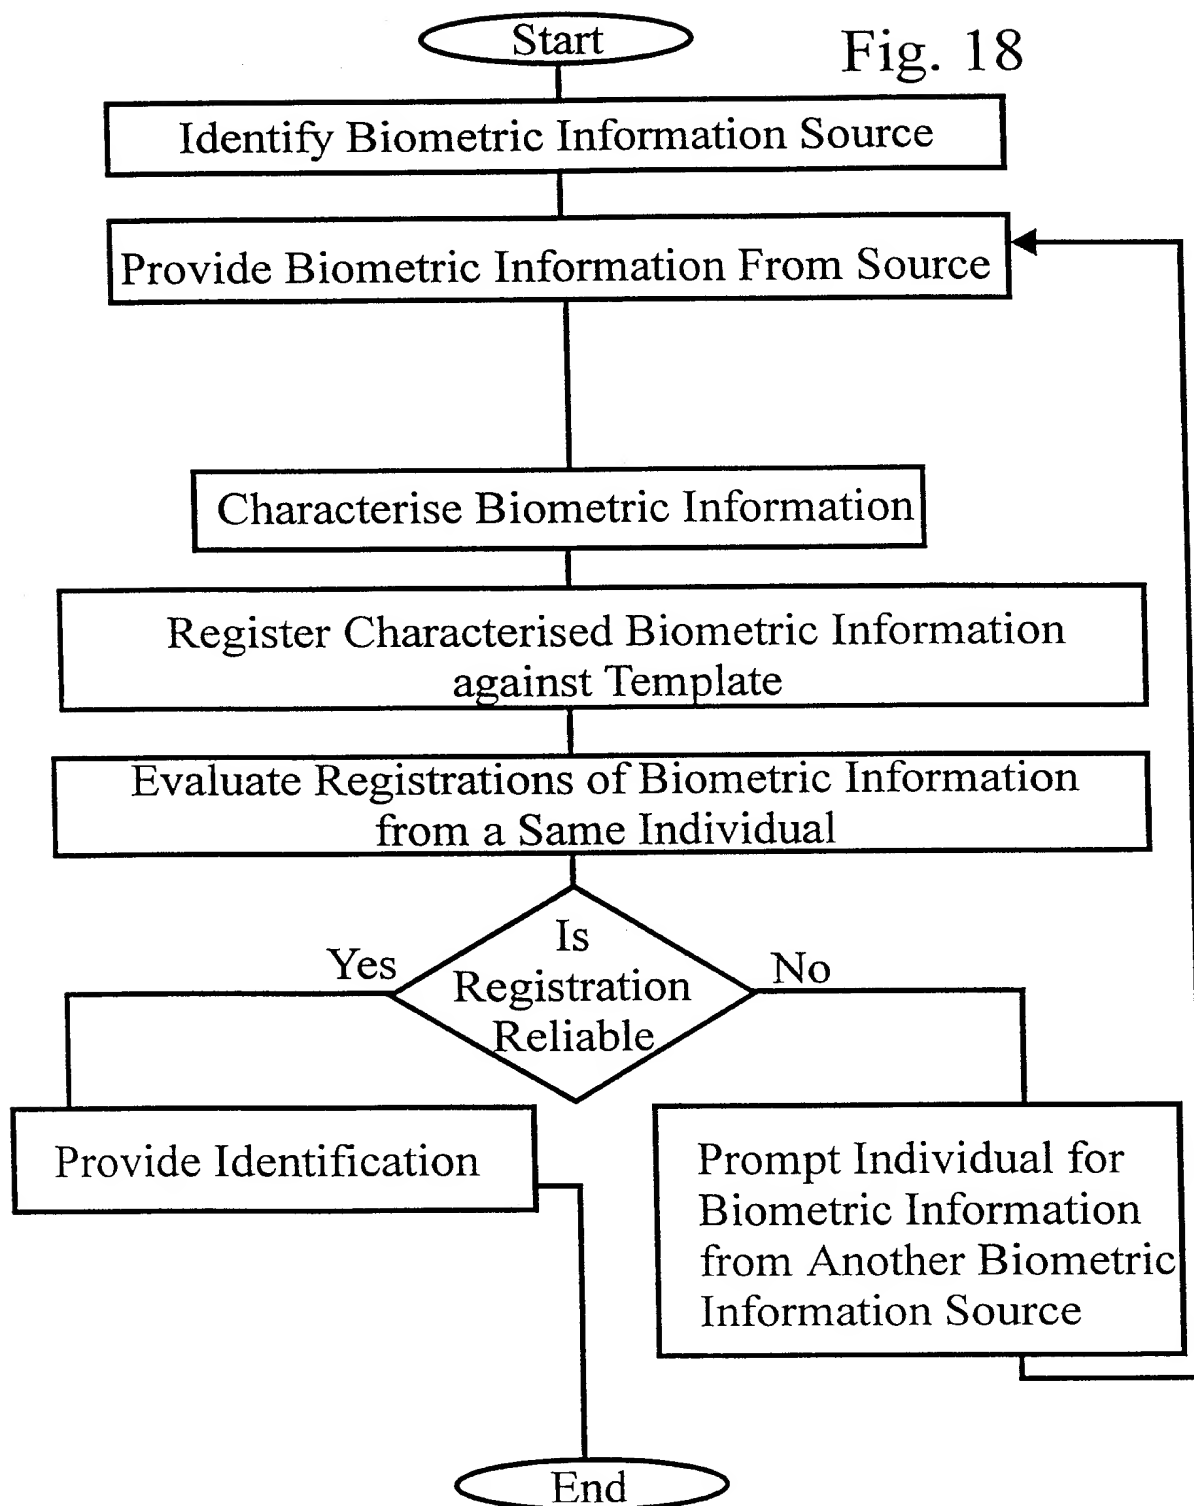 Start
Fig. 18
Identify Biometric Information Source
Provide Biometric Information From Source
Characterise Biometric Information
Register Characterised Biometric Information
against Template
Evaluate Registrations of Biometric Information
from a Same Individual
Is
Registration
Reliable
Yes
No
Provide Identification
Prompt Individual for
Biometric Information
from Another Biometric
Information Source
End